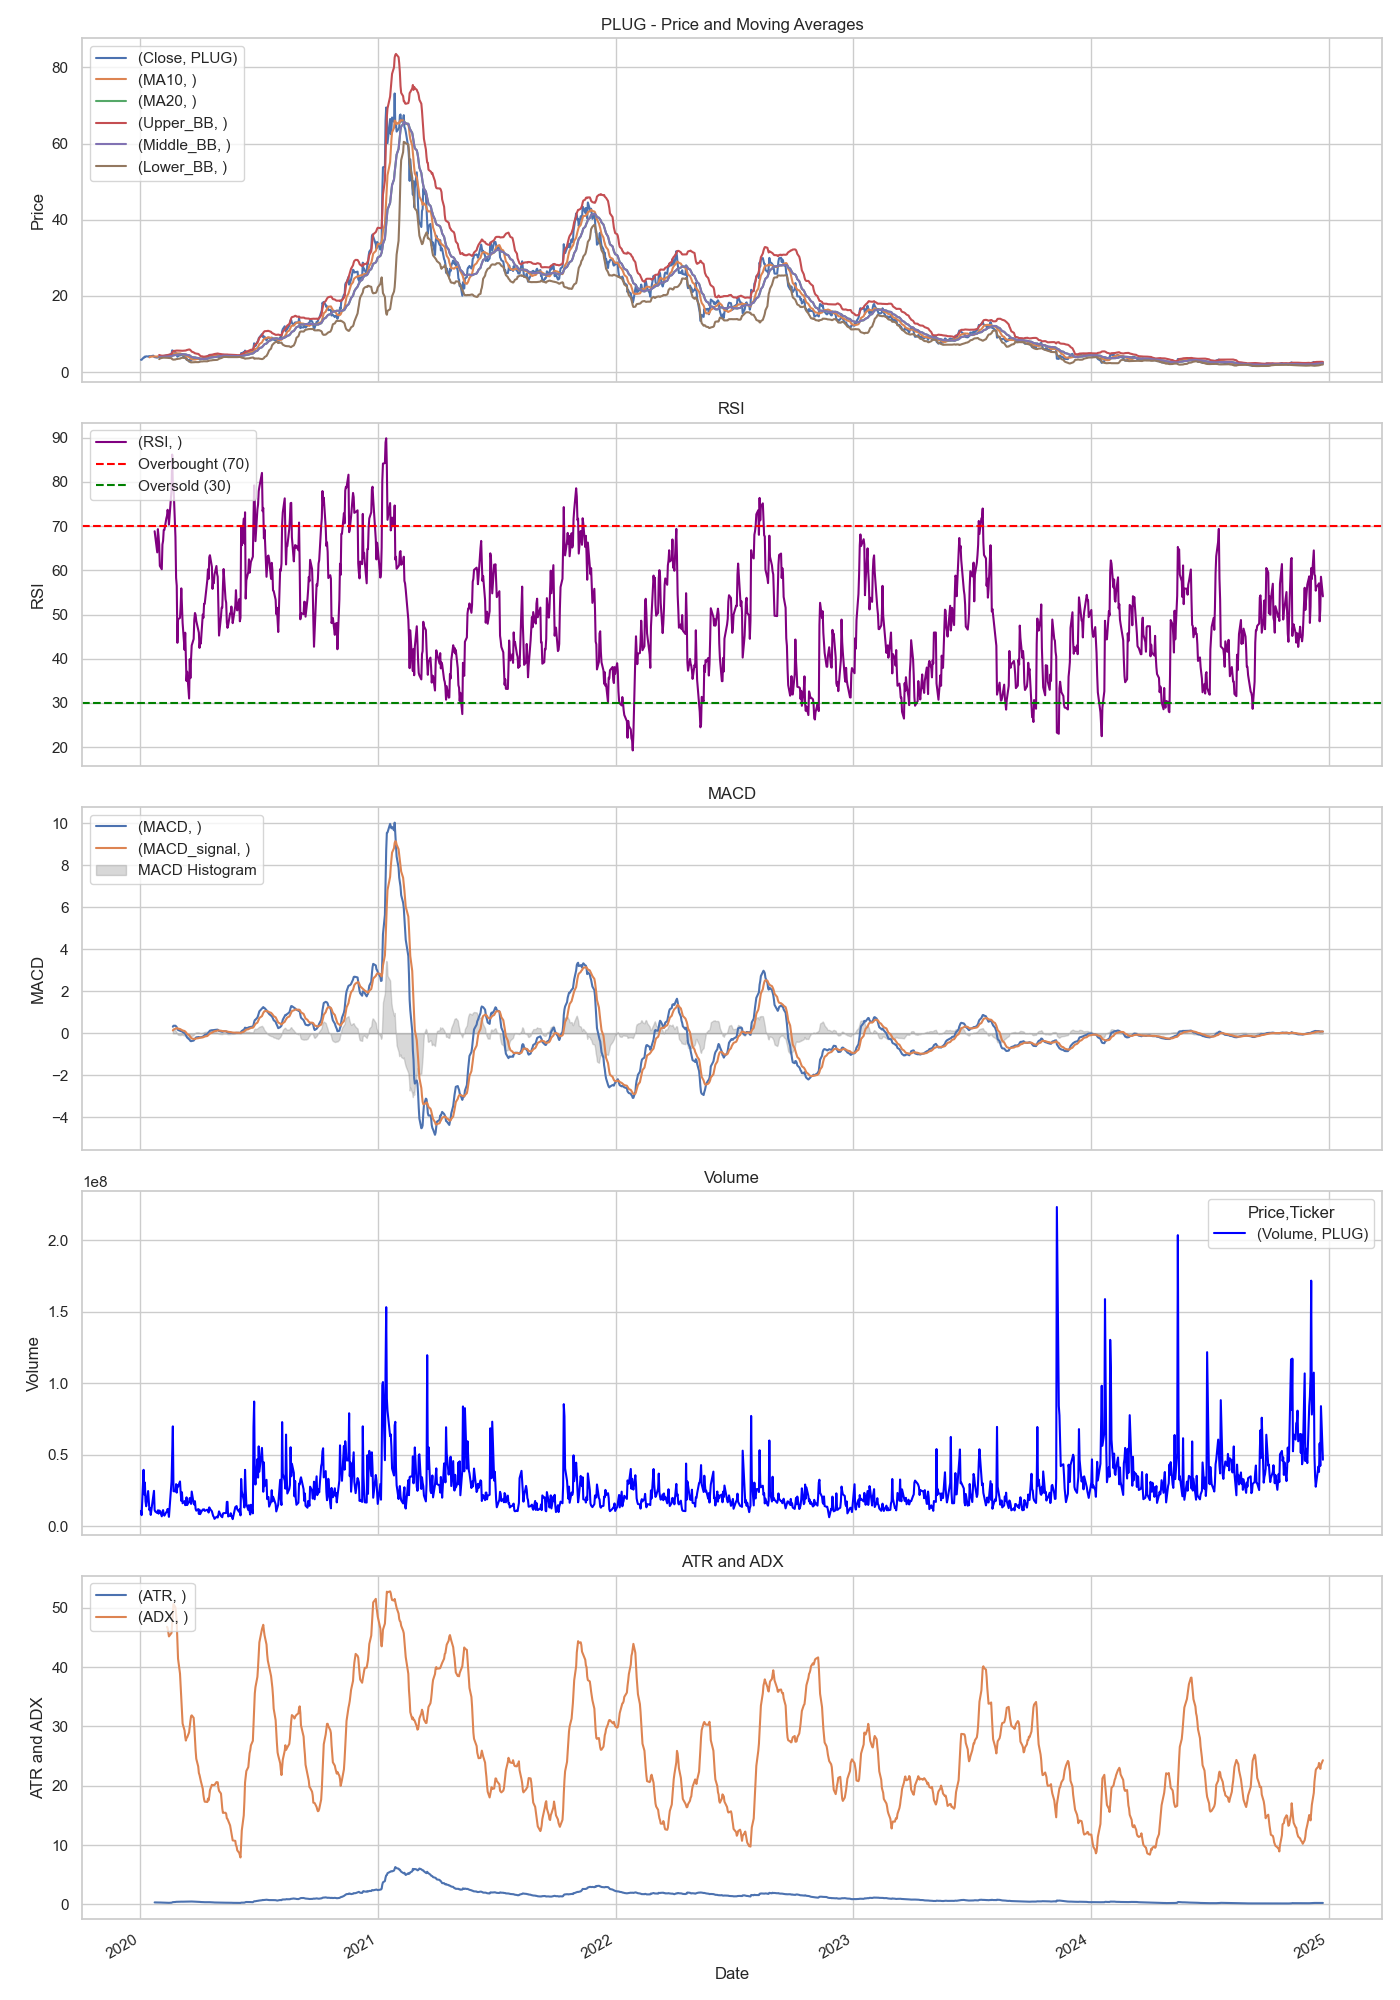 PLUG - Price and Moving Averages
(Close, PLUG)
(MA10, )
(MA20, )
(Upper_BB, )
(Middle_BB, )
(Lower_BB, )
80
60
40
20
0
Price
RSI
(RSI, )
Overbought (70)
Oversold (30)
90
80
70
60
50
40
30
20
RSI
MACD
(MACD, )
(MACD_signal, )
MACD Histogram
10
8
6
4
2
0
−2
−4
MACD
Volume
1e8
Price,Ticker
(Volume, PLUG)
2.0
1.5
1.0
0.5
0.0
Volume
ATR and ADX
(ATR, )
(ADX, )
50
40
30
20
10
0
ATR and ADX
2020
2021
2022
2023
2024
2025
Date